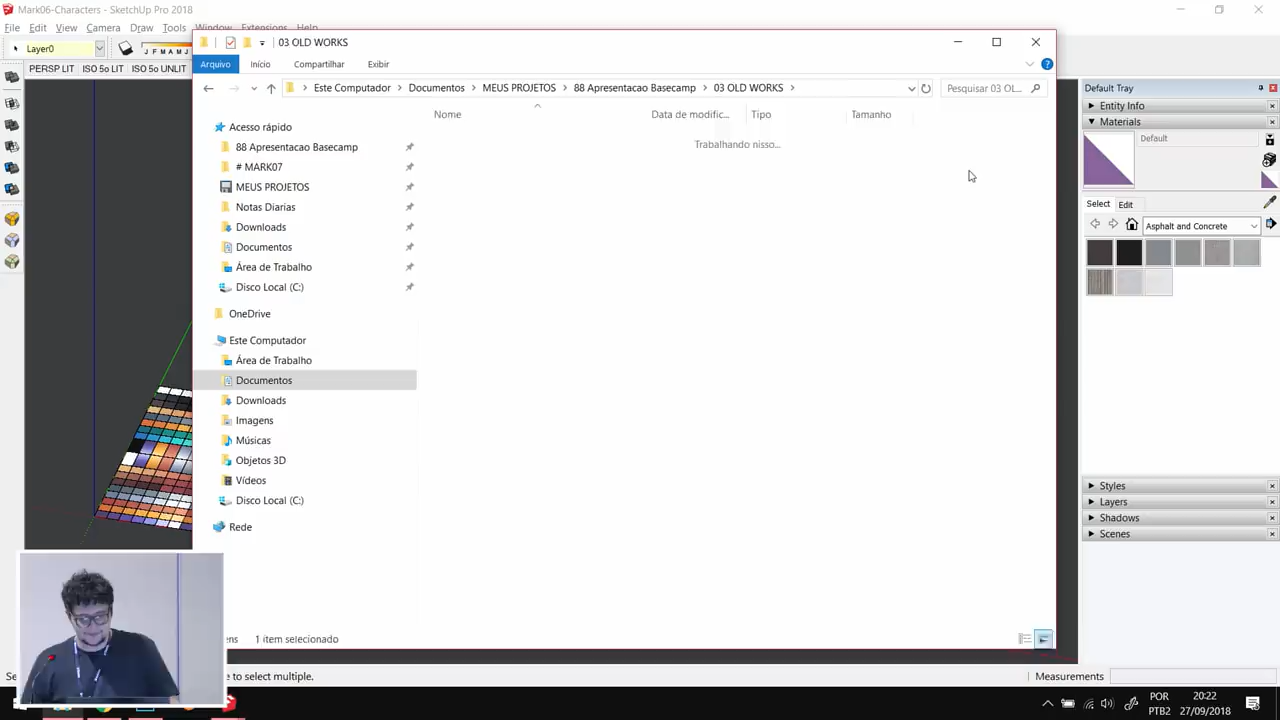 Mark06-Characters - SketchUp Pro 2018
File Edit View Camera Draw Tools Window Extensions Help
Layer0
J F M A M J
PERSP LIT ISO 5o LIT ISO 5o UNLIT
03 OLD WORKS
Arquivo Início Compartilhar Exibir
Este Computador Documentos MEUS PROJETOS 88 Apresentacao Basecamp 03 OLD WORKS
Pesquisar 03 OL...
Nome Data de modific... Tipo Tamanho
Trabalhando nisso...
Acesso rápido
88 Apresentacao Basecamp
# MARK07
MEUS PROJETOS
Notas Diarias
Downloads
Documentos
Área de Trabalho
Disco Local (C:)
OneDrive
Este Computador
Área de Trabalho
Documentos
Downloads
Imagens
Músicas
Objetos 3D
Vídeos
Disco Local (C:)
Rede
ens 1 item selecionado
Default Tray
Entity Info
Materials
Default
Select Edit
Asphalt and Concrete
Styles
Layers
Shadows
Scenes
Se
e to select multiple.
Measurements
POR
PTB2
20:22
27/09/2018